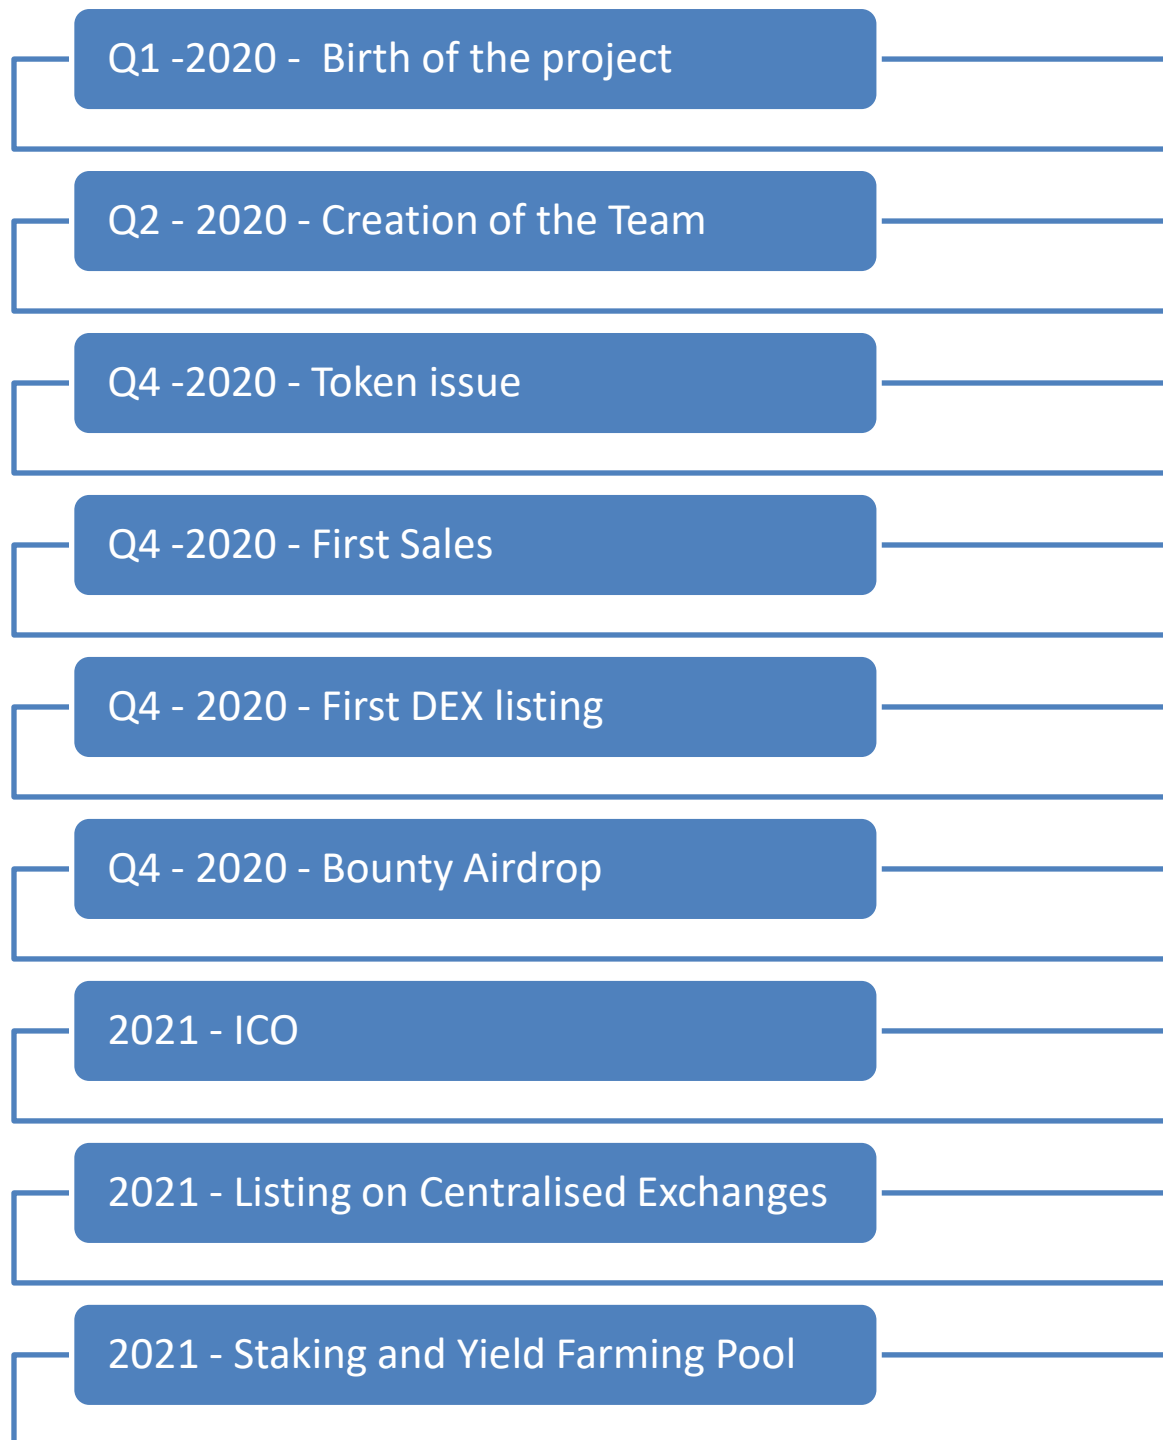 Q1 -2020 -  Birth of the project
Q2 - 2020 - Creation of the Team
Q4 -2020 - Token issue
Q4 -2020 - First Sales
Q4 - 2020 - First DEX listing
Q4 - 2020 - Bounty Airdrop
2021 - ICO
2021 - Listing on Centralised Exchanges
2021 - Staking and Yield Farming Pool